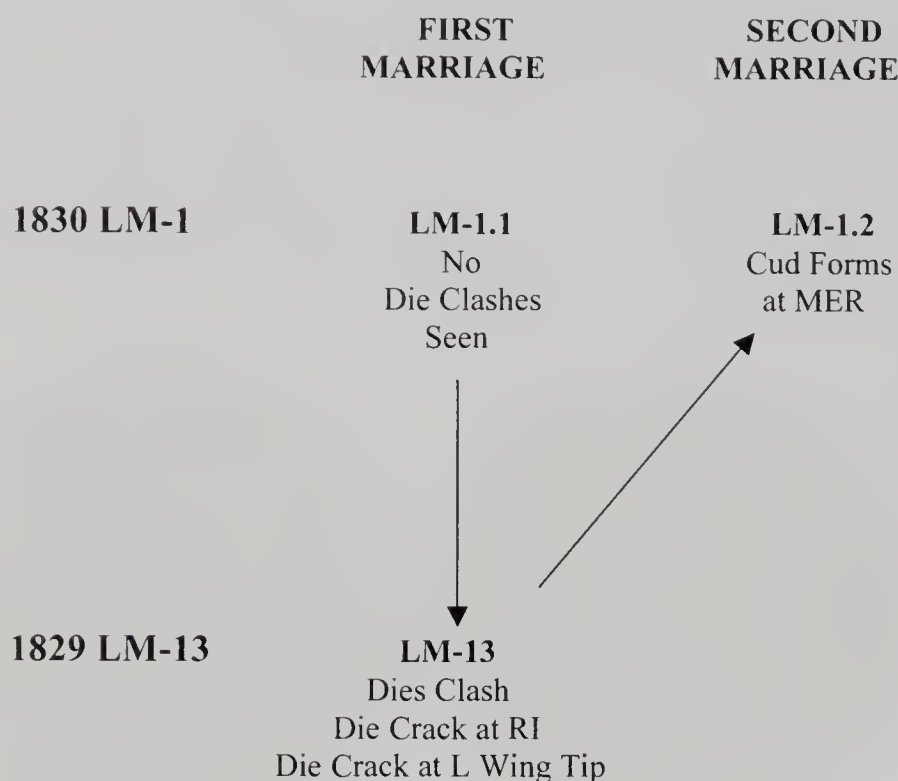 FIRST MARRIAGE
SECOND MARRIAGE
1830 LM-1
LM-1.1
No
Die Clashes
Seen
LM-1.2
Cud Forms
at MER
1829 LM-13
LM-13
Dies Clash
Die Crack at RI
Die Crack at L Wing Tip